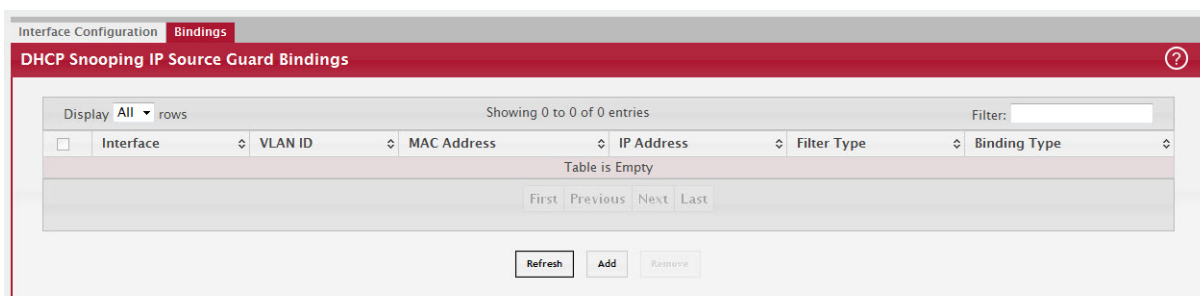 Interface Configuration Bindings
DHCP Snooping IP Source Guard Bindings ?
Display All rows Showing 0 to 0 of 0 entries Filter:
Interface VLAN ID MAC Address IP Address Filter Type Binding Type
Table is Empty
First Previous Next Last
Refresh Add Remove